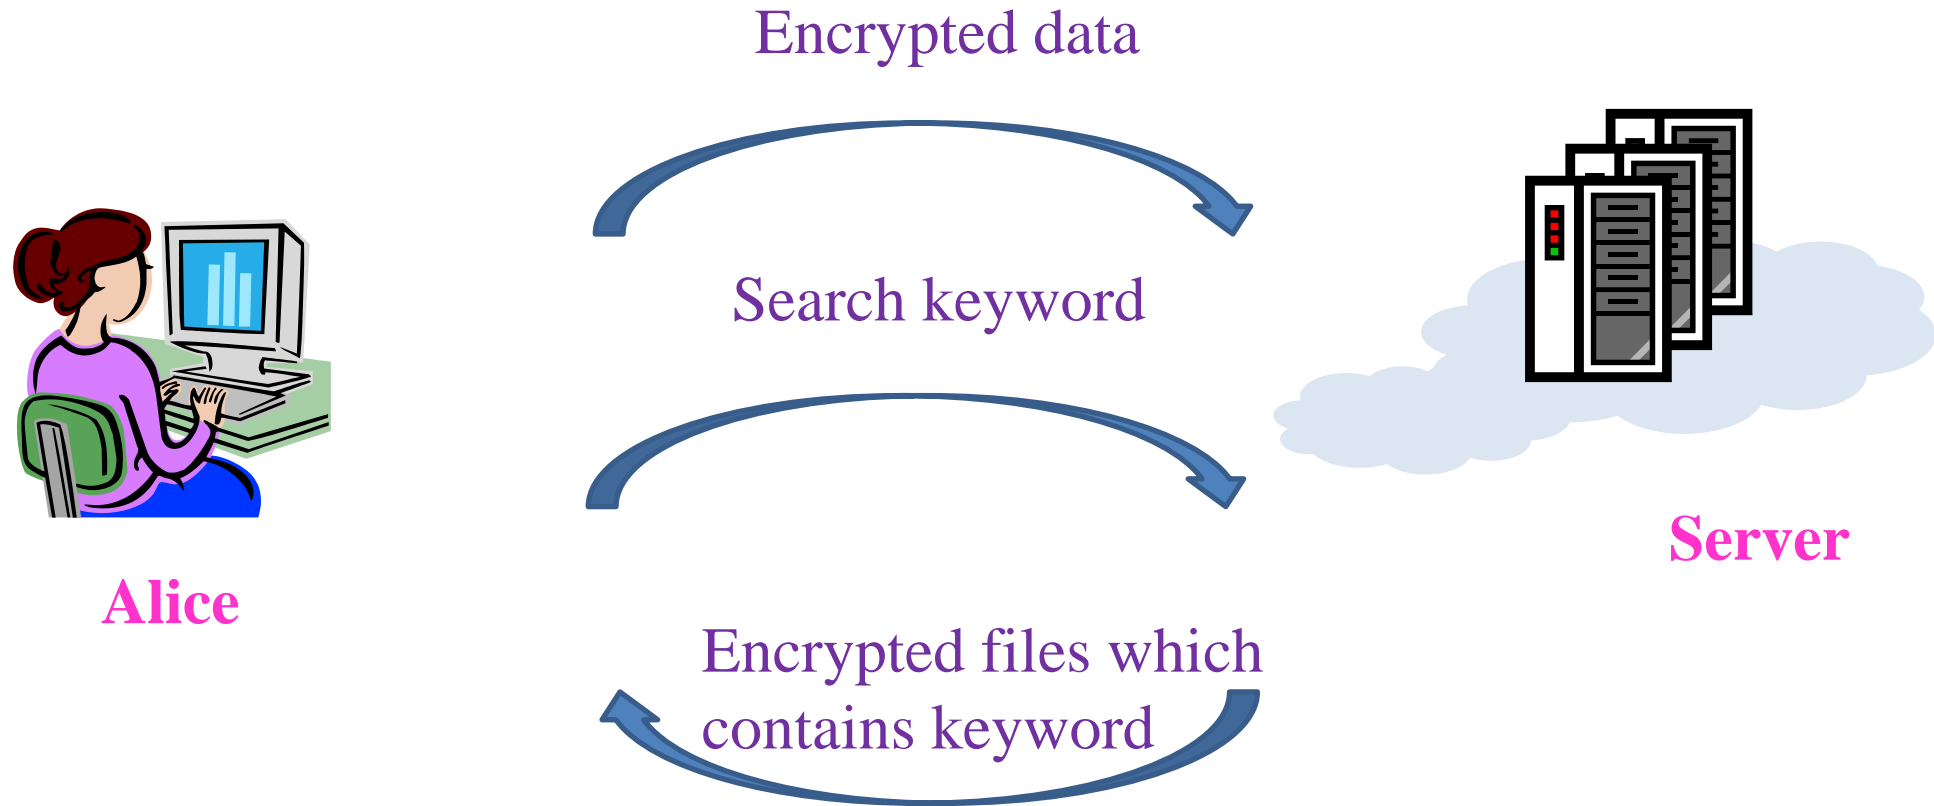 Encrypted data
Search keyword
Server
Alice
Encrypted files which
contains keyword